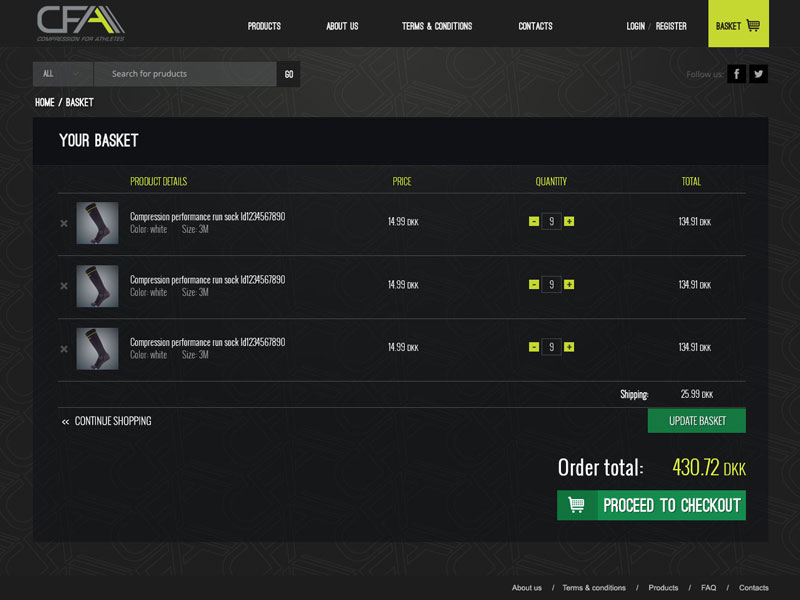 CFA
COMPRESSION FOR ATHLETES
PRODUCTS ABOUT US TERMS & CONDITIONS CONTACTS LOGIN / REGISTER BASKET
ALL Search for pruducts GO Follow us:
HOME / BASKET
YOUR BASKET
PRODUCT DETAILS PRICE QUANTITY TOTAL
Compression performance run sock Id1234567890
Color: white Size: 3M
14.99 DKK - 9 + 134.91 DKK
Compression performance run sock Id1234567890
Color: white Size: 3M
14.99 DKK - 9 + 134.91 DKK
Compression performance run sock Id1234567890
Color: white Size: 3M
14.99 DKK - 9 + 134.91 DKK
Shipping: 25.99 DKK
« CONTINUE SHOPPING UPDATE BASKET
Order total: 430.72 DKK
PROCEED TO CHECKOUT
About us / Terms & conditions / Products / FAQ / Contacts